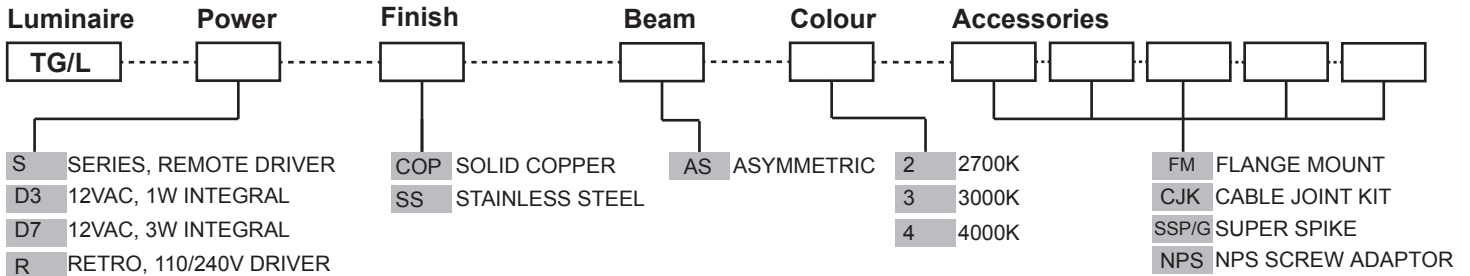 Luminaire Power Finish Beam Colour Accessories
TG/L
S SERIES, REMOTE DRIVER COP SOLID COPPER AS ASYMMETRIC 2 2700K FM FLANGE MOUNT
D3 12VAC, 1W INTEGRAL SS STAINLESS STEEL 3 3000K CJK CABLE JOINT KIT
D7 12VAC, 3W INTEGRAL 4 4000K SSP/G SUPER SPIKE
R RETRO, 110/240V DRIVER NPS NPS SCREW ADAPTOR